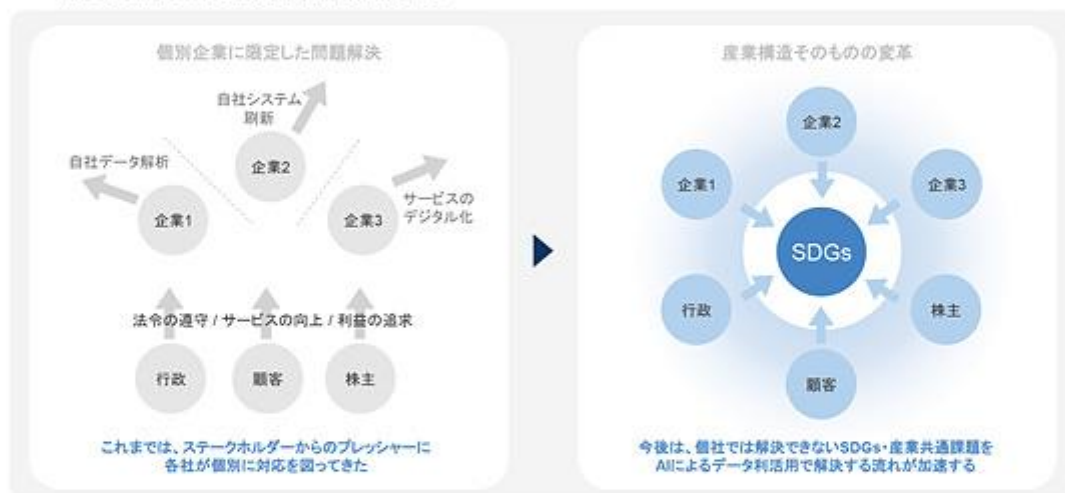 個別企業に限定した問題解決
自社システム
刷新
自社データ解析
企業2
企業1
企業3
サービスの
デジタル化
法令の遵守 / サービスの向上 / 利益の追求
行政
顧客
株主
これまでは、ステークホルダーからのプレッシャーに
各社が個別に対応を図ってきた
産業構造そのものの変革
企業2
企業1
企業3
SDGs
行政
株主
顧客
今後は、個社では解決できないSDGs・産業共通課題を
AIによるデータ利活用で解決する流れが加速する